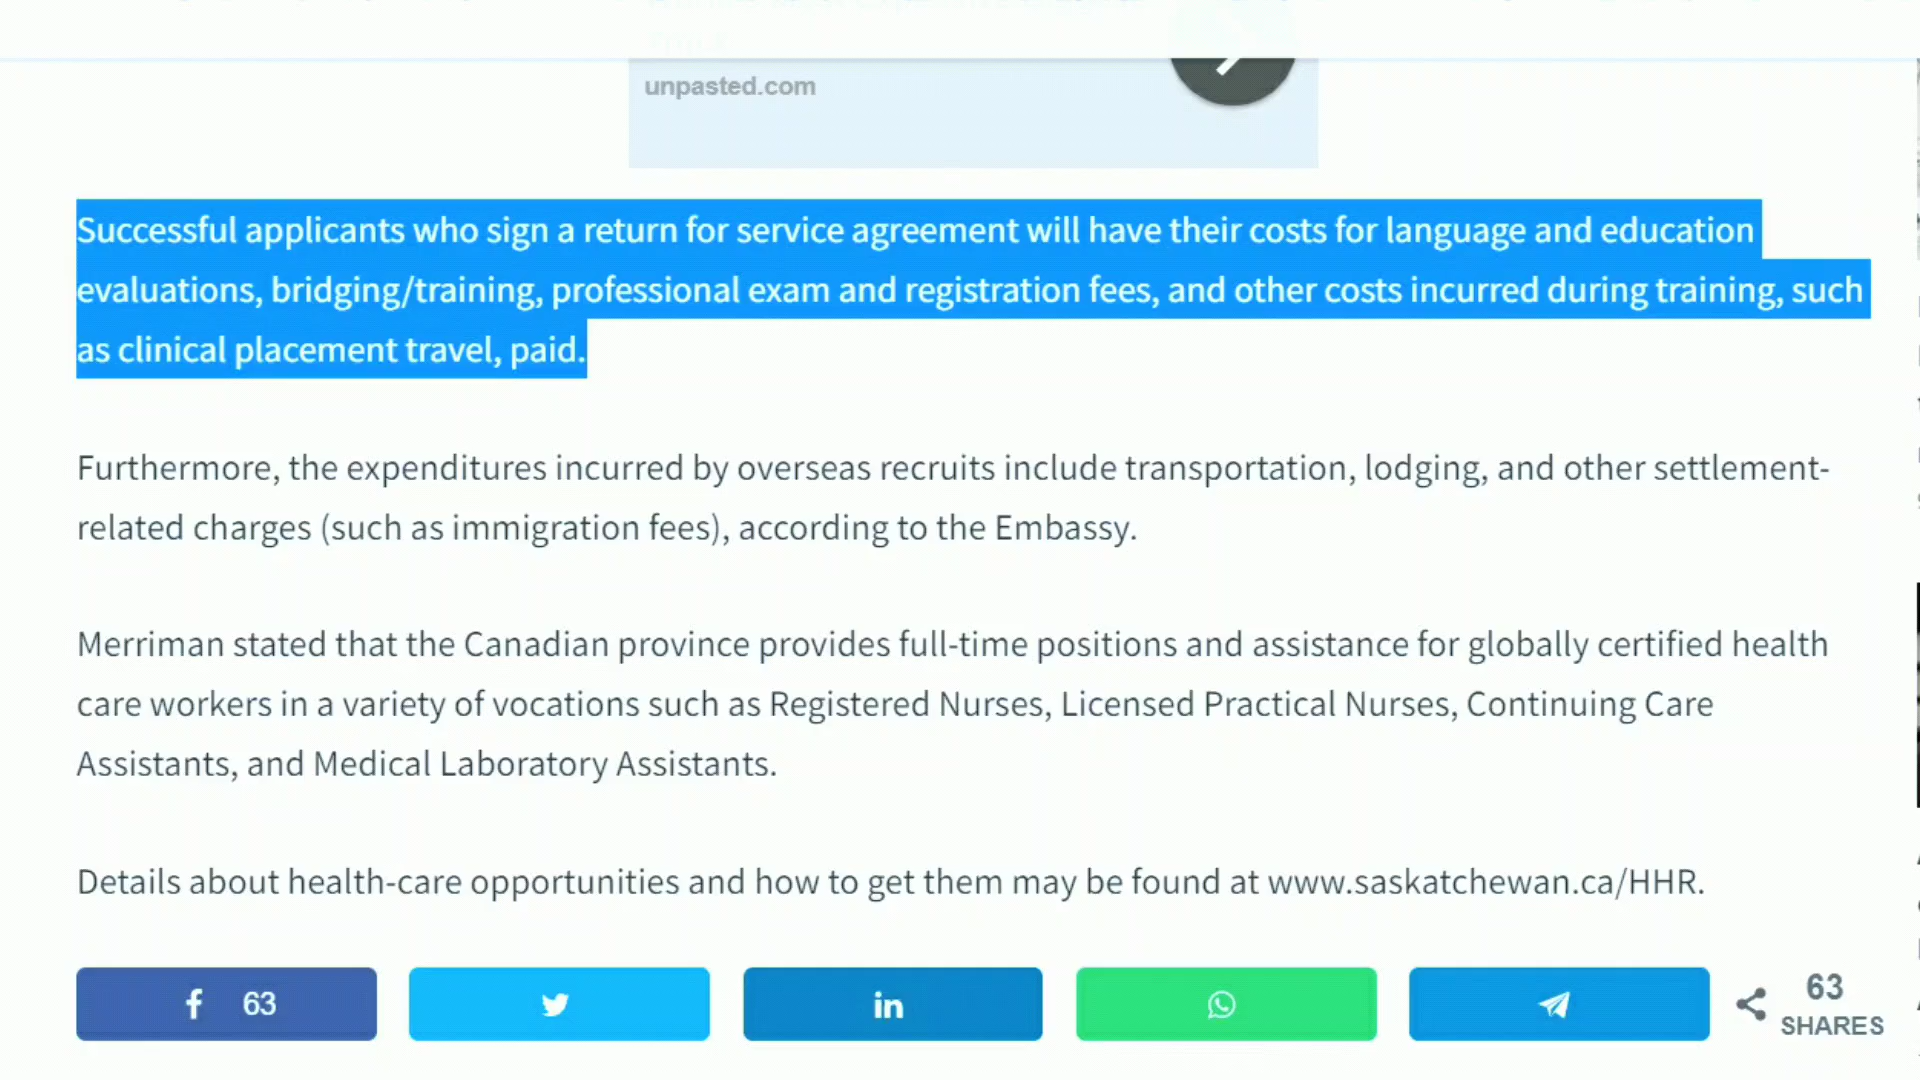 unpasted.com
Successful applicants who sign a return for service agreement will have their costs for language and education
evaluations, bridging/training, professional exam and registration fees, and other costs incurred during training, such
as clinical placement travel, paid.
Furthermore, the expenditures incurred by overseas recruits include transportation, lodging, and other settlement-
related charges (such as immigration fees), according to the Embassy.
Merriman stated that the Canadian province provides full-time positions and assistance for globally certified health
care workers in a variety of vocations such as Registered Nurses, Licensed Practical Nurses, Continuing Care
Assistants, and Medical Laboratory Assistants.
Details about health-care opportunities and how to get them may be found at www.saskatchewan.ca/HHR.
63
63
SHARES